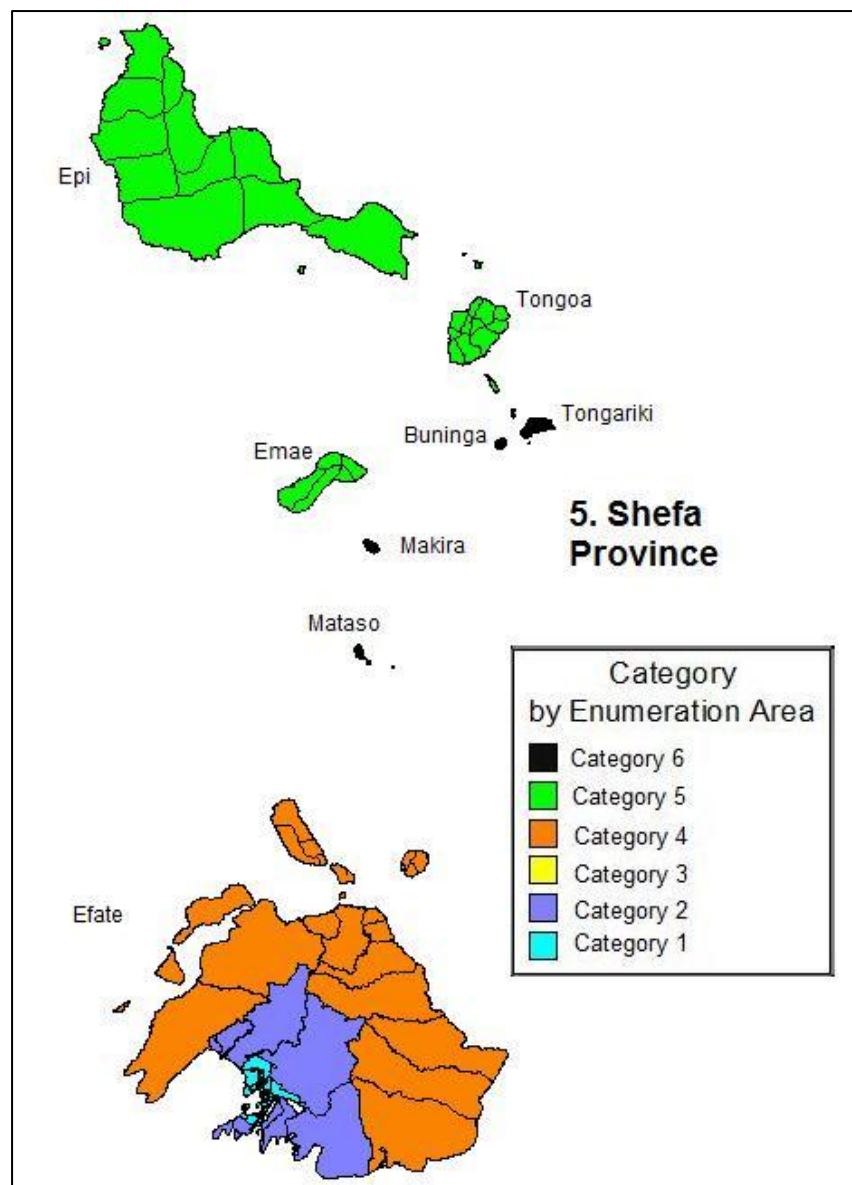 Epi
Tongoa
Tongariki
Buninga
Emae
5. Shefa
Province
Makira
Mataso
Category
by Enumeration Area
Category 6
Category 5
Category 4
Category 3
Category 2
Category 1
Efate